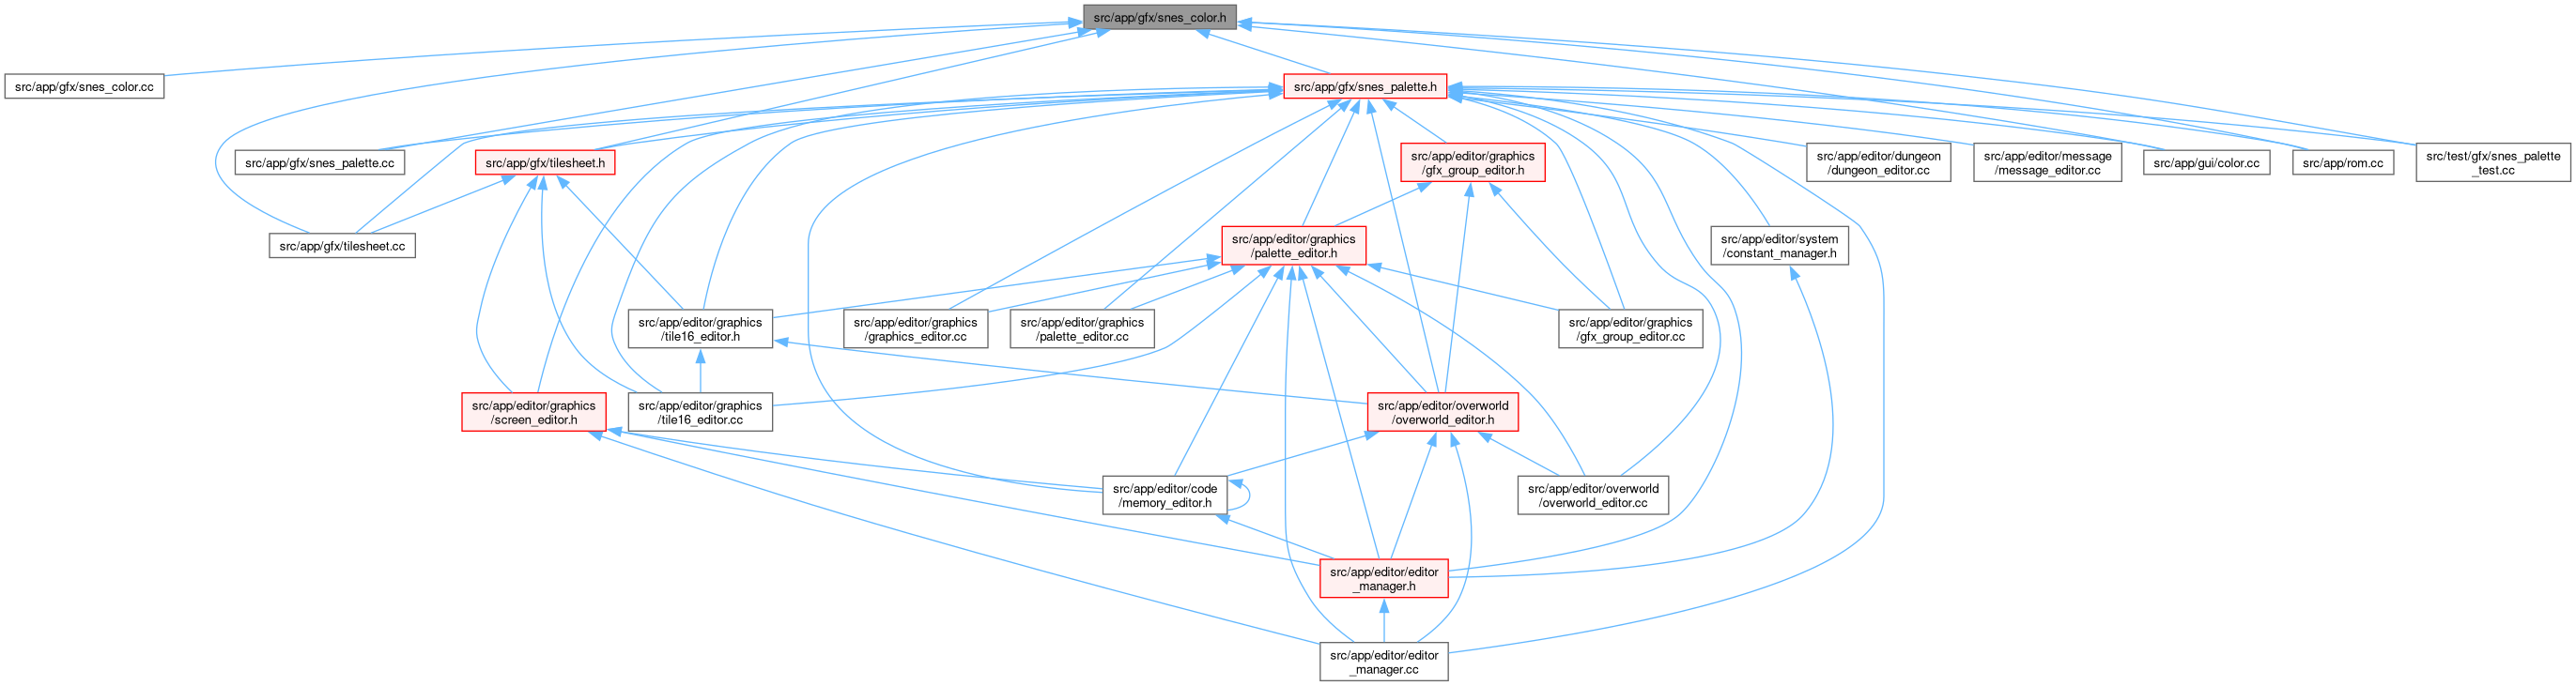 src/app/gfx/snes_color.h
src/app/gfx/snes_color.cc
src/app/gfx/snes_palette.h
src/app/gfx/snes_palette.cc
src/app/gfx/tilesheet.h
src/app/editor/graphics
/gfx_group_editor.h
src/app/editor/dungeon
/dungeon_editor.cc
src/app/editor/message
/message_editor.cc
src/app/gui/color.cc
src/app/rom.cc
src/test/gfx/snes_palette
_test.cc
src/app/gfx/tilesheet.cc
src/app/editor/graphics
/palette_editor.h
src/app/editor/system
/constant_manager.h
src/app/editor/graphics
/tile16_editor.h
src/app/editor/graphics
/graphics_editor.cc
src/app/editor/graphics
/palette_editor.cc
src/app/editor/graphics
/gfx_group_editor.cc
src/app/editor/graphics
/screen_editor.h
src/app/editor/graphics
/tile16_editor.cc
src/app/editor/overworld
/overworld_editor.h
src/app/editor/code
/memory_editor.h
src/app/editor/overworld
/overworld_editor.cc
src/app/editor/editor
_manager.h
src/app/editor/editor
_manager.cc